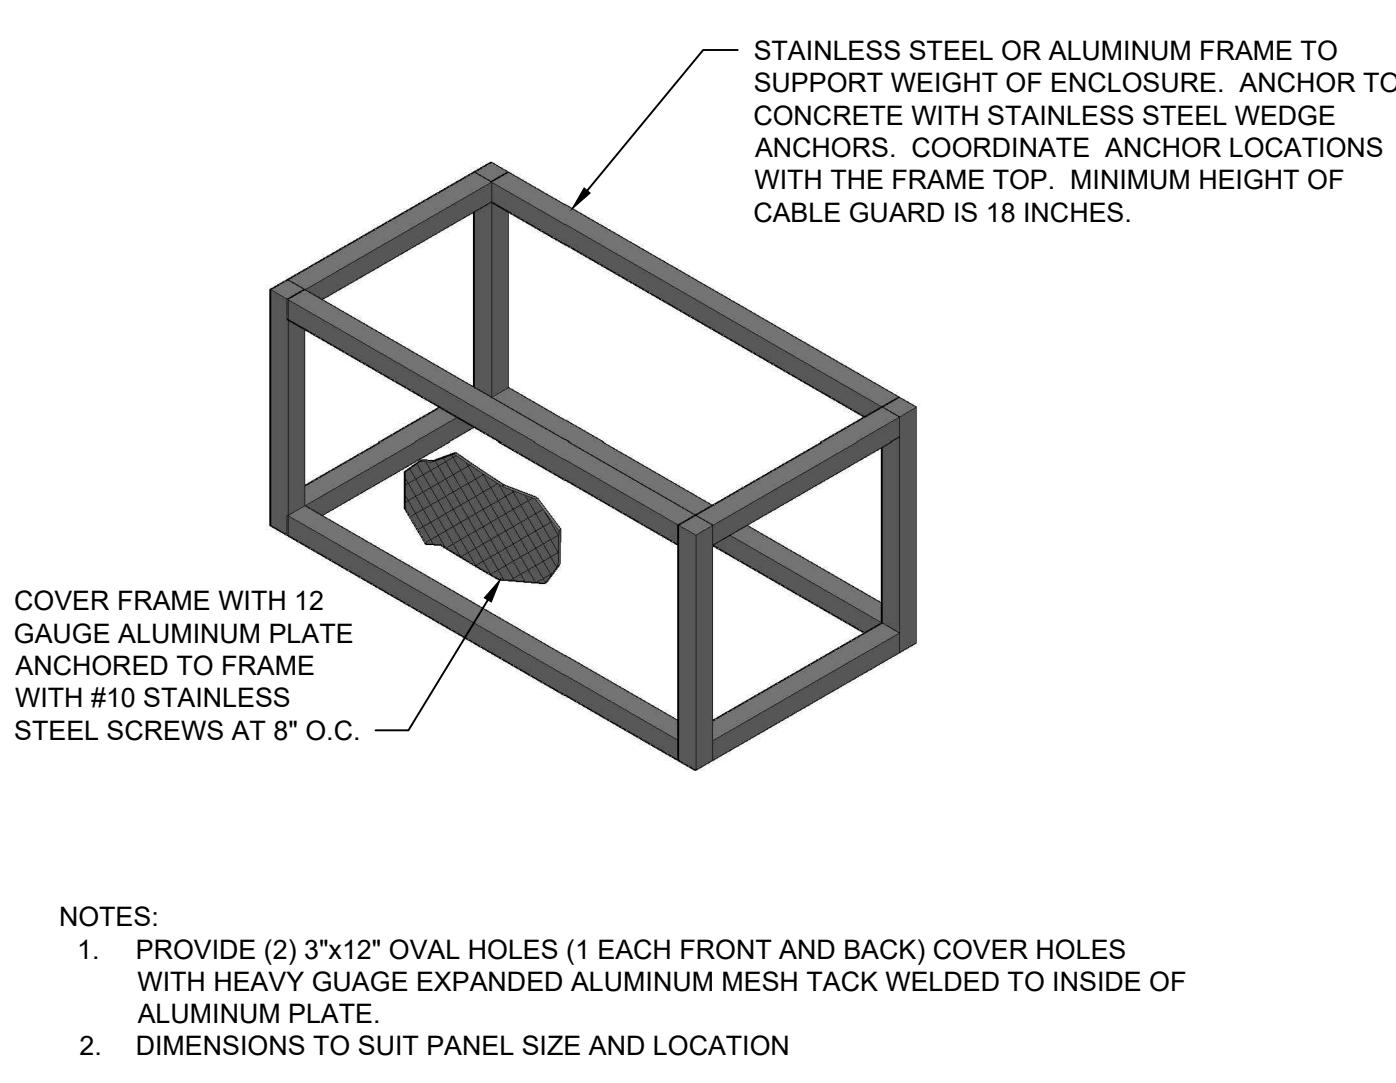 STAINLESS STEEL OR ALUMINUM FRAME TO
SUPPORT WEIGHT OF ENCLOSURE.  ANCHOR TO
CONCRETE WITH STAINLESS STEEL WEDGE
ANCHORS.  COORDINATE  ANCHOR LOCATIONS
WITH THE FRAME TOP.  MINIMUM HEIGHT OF
CABLE GUARD IS 18 INCHES.
COVER FRAME WITH 12
GAUGE ALUMINUM PLATE
ANCHORED TO FRAME
WITH #10 STAINLESS
STEEL SCREWS AT 8" O.C.
NOTES:
1. PROVIDE (2) 3"x12" OVAL HOLES (1 EACH FRONT AND BACK) COVER HOLES
WITH HEAVY GUAGE EXPANDED ALUMINUM MESH TACK WELDED TO INSIDE OF
ALUMINUM PLATE.
2. DIMENSIONS TO SUIT PANEL SIZE AND LOCATION